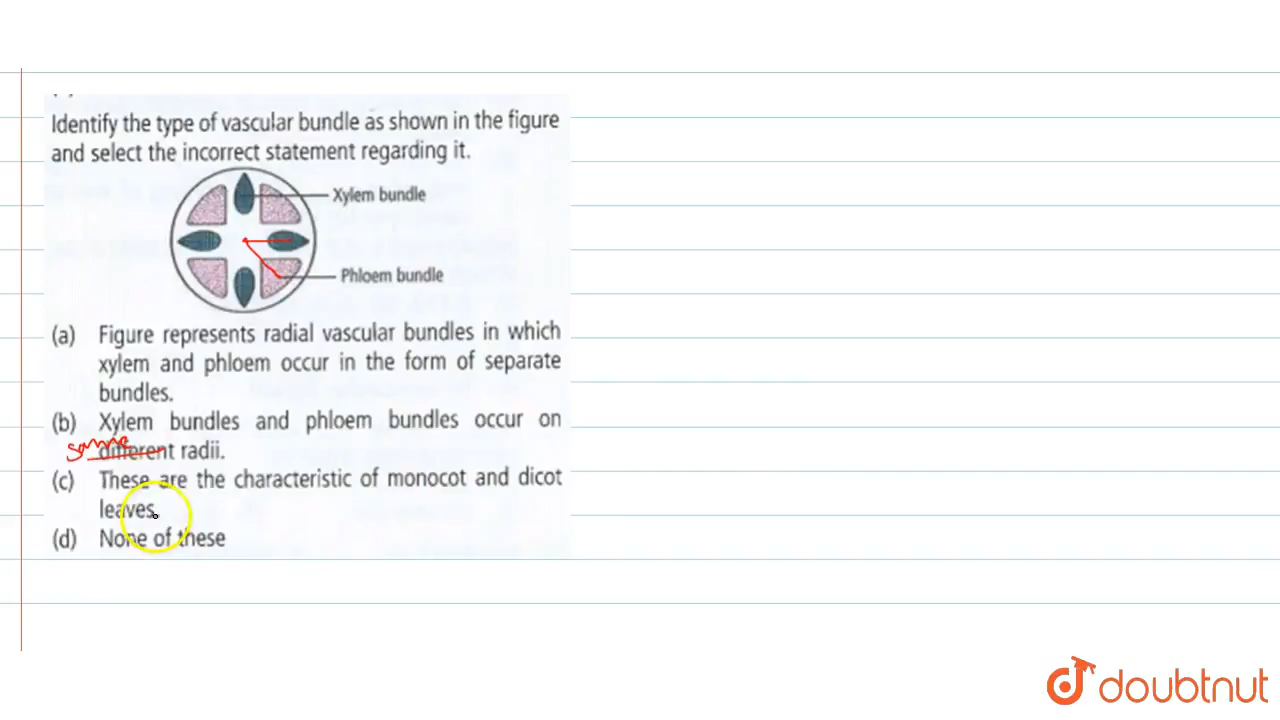 Identify the type of vascular bundle as shown in the figure
and select the incorrect statement regarding it.
Xylem bundle
Phloem bundle
(a) Figure represents radial vascular bundles in which
xylem and phloem occur in the form of separate
bundles.
(b) Xylem bundles and phloem bundles occur on
same
different radii.
(c) These are the characteristic of monocot and dicot
leaves.
(d) None of these
doubtnut